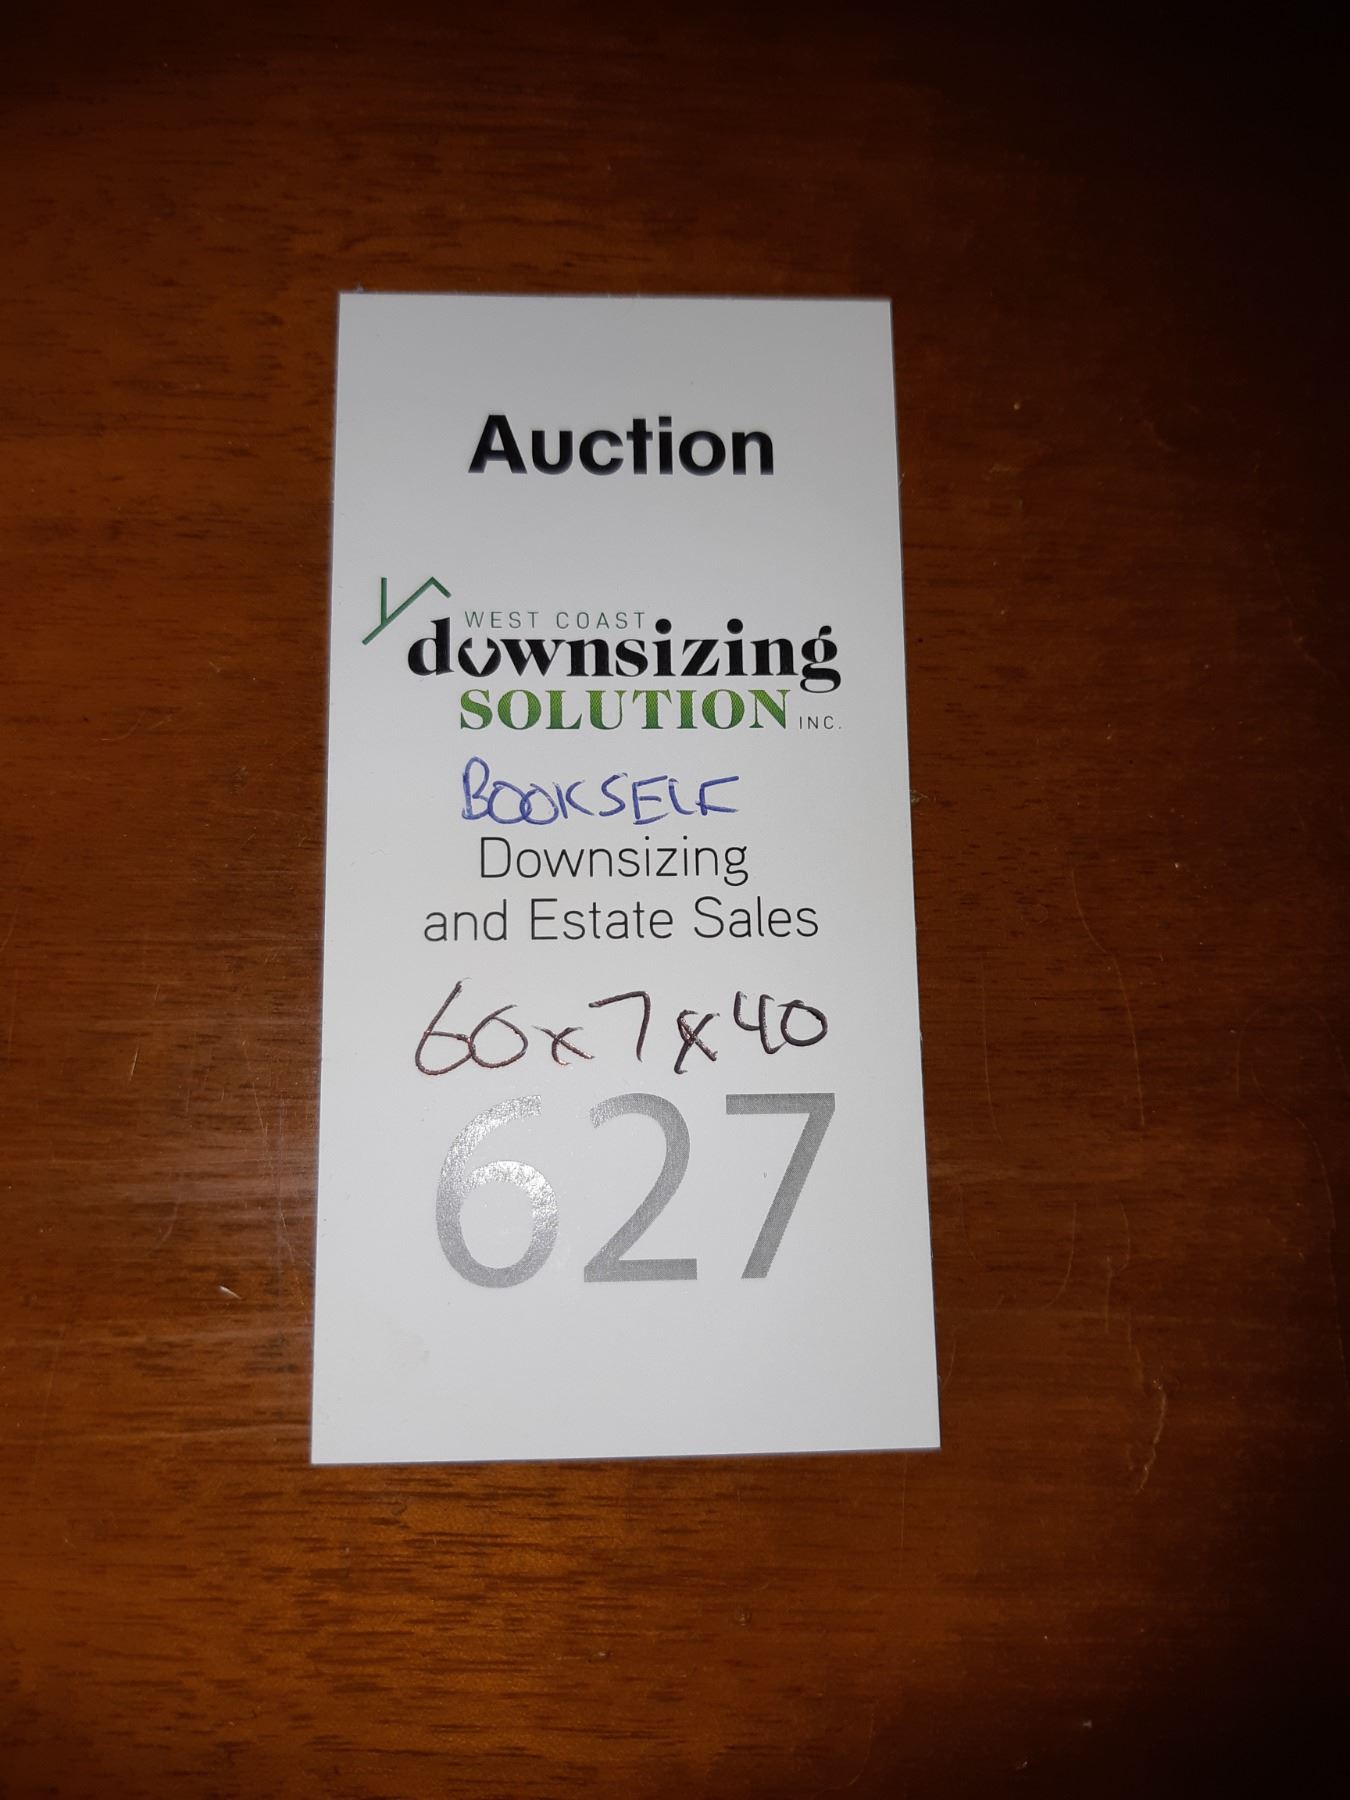 Auction
WEST COAST
downsizing
SOLUTION INC.
BOOKSELF
Downsizing
and Estate Sales
60x7x40
627